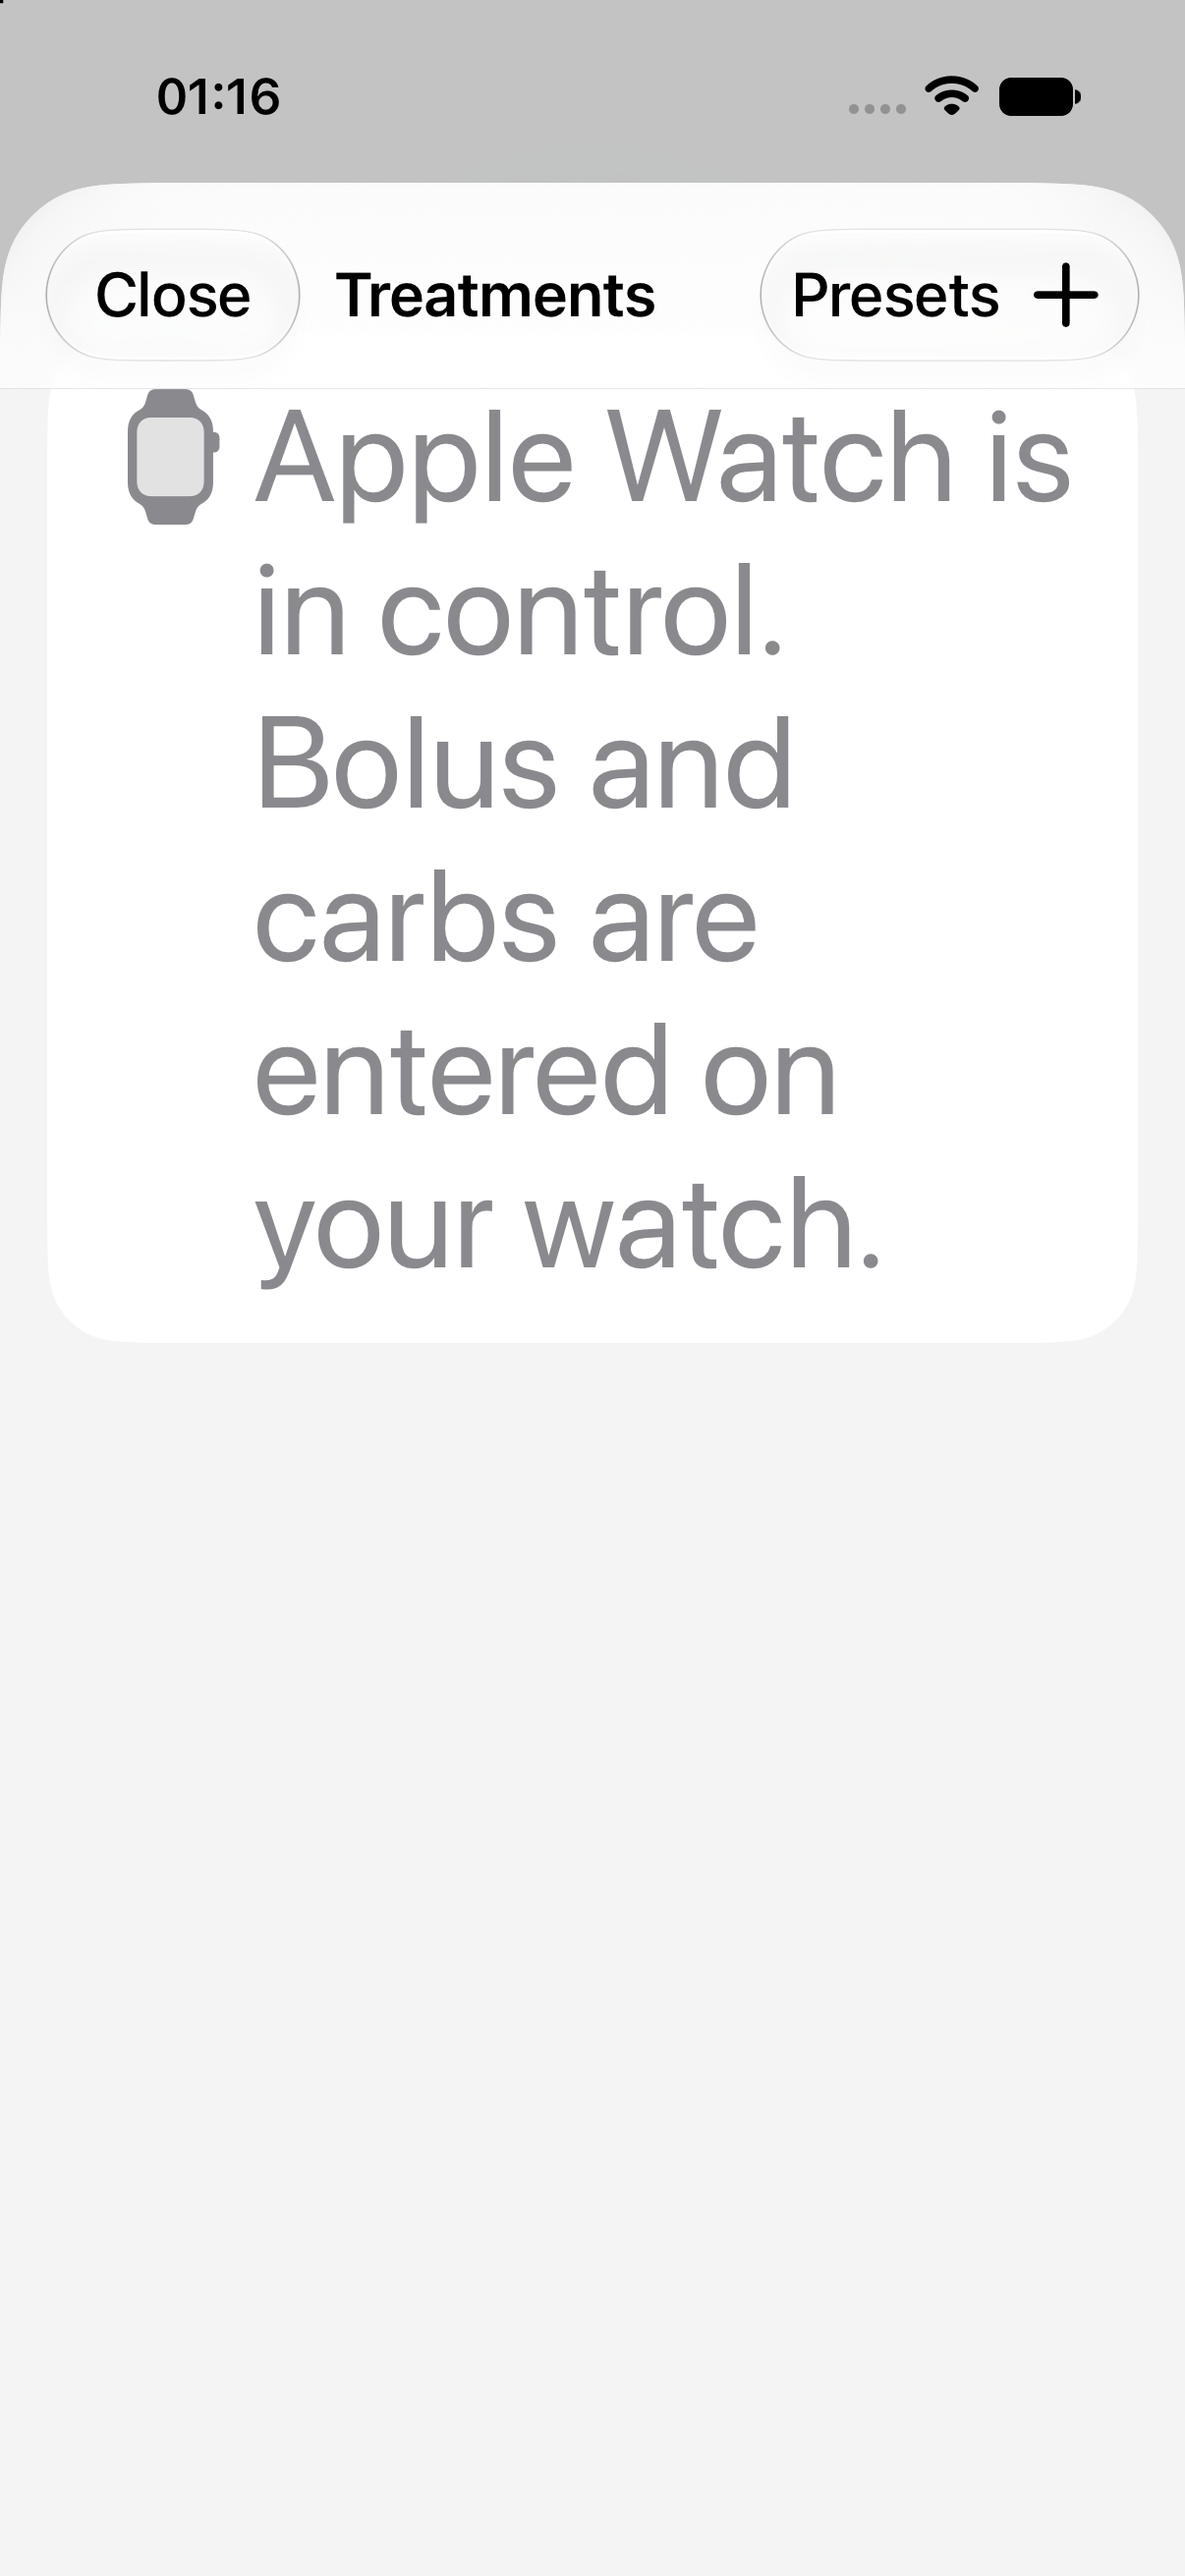 01:16
Close Treatments Presets +
Apple Watch is
in control.
Bolus and
carbs are
entered on
your watch.